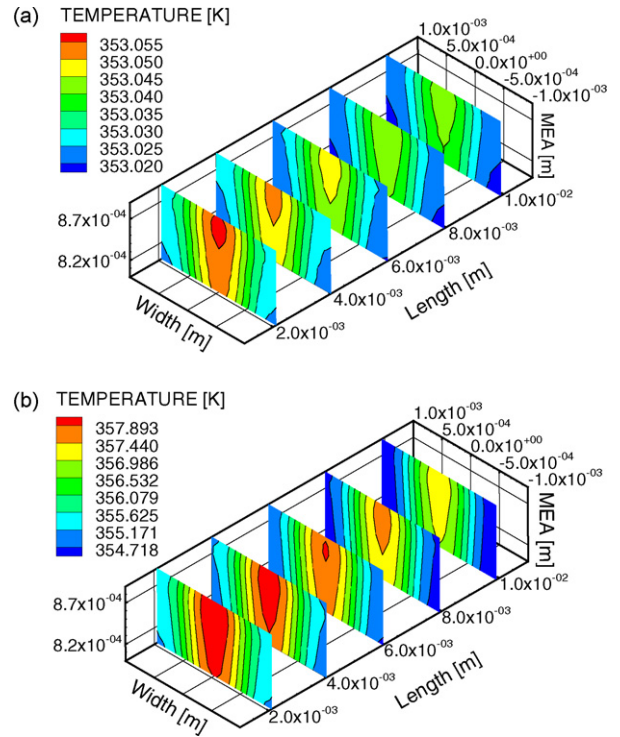 (a) TEMPERATURE [K]
353.055
353.050
353.045
353.040
353.035
353.030
353.025
353.020
1.0x10⁻⁰³
5.0x10⁻⁰⁴
0.0x10⁺⁰⁰
-5.0x10⁻⁰⁴
-1.0x10⁻⁰³
MEA [m]
8.7x10⁻⁰⁴
8.2x10⁻⁰⁴
Width [m]
2.0x10⁻⁰³
4.0x10⁻⁰³
6.0x10⁻⁰³
8.0x10⁻⁰³
1.0x10⁻⁰²
Length [m]
(b) TEMPERATURE [K]
357.893
357.440
356.986
356.532
356.079
355.625
355.171
354.718
1.0x10⁻⁰³
5.0x10⁻⁰⁴
0.0x10⁺⁰⁰
-5.0x10⁻⁰⁴
-1.0x10⁻⁰³
MEA [m]
8.7x10⁻⁰⁴
8.2x10⁻⁰⁴
Width [m]
2.0x10⁻⁰³
4.0x10⁻⁰³
6.0x10⁻⁰³
8.0x10⁻⁰³
1.0x10⁻⁰²
Length [m]